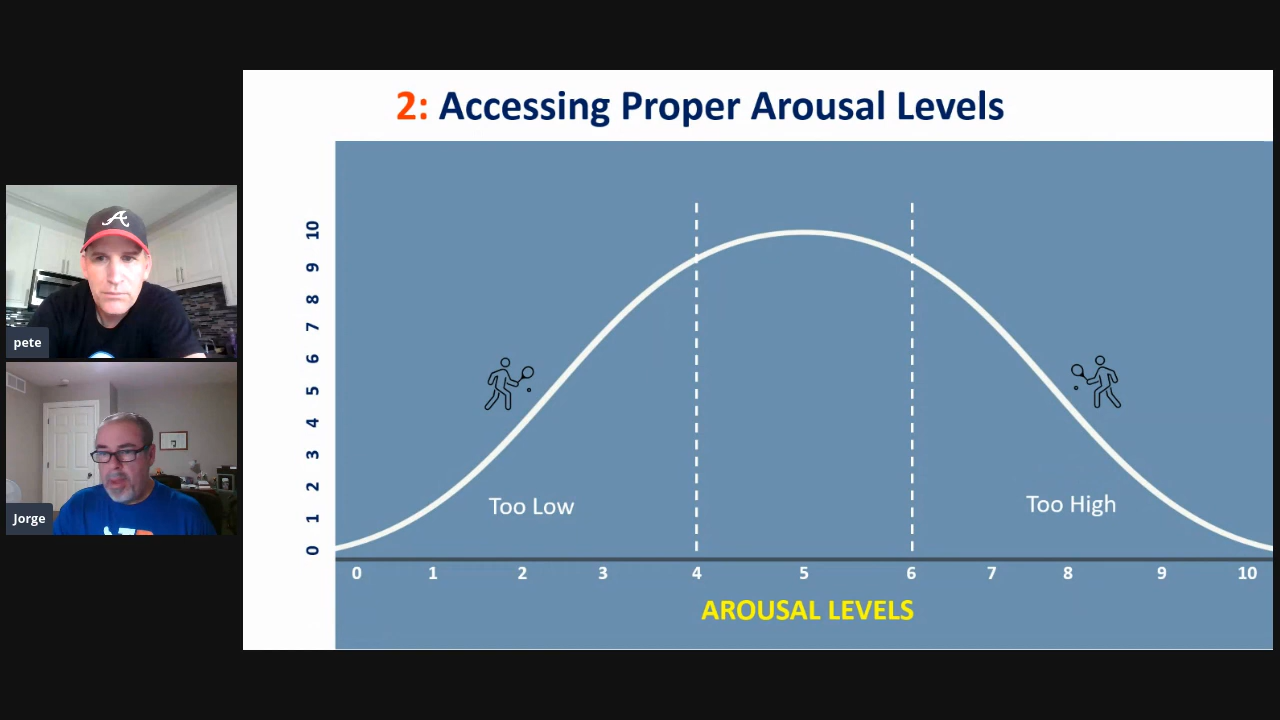 2: Accessing Proper Arousal Levels
10
9
8
7
6
5
4
3
2
1
0
Too Low
Too High
0 1 2 3 4 5 6 7 8 9 10
AROUSAL LEVELS
A
pete
Jorge